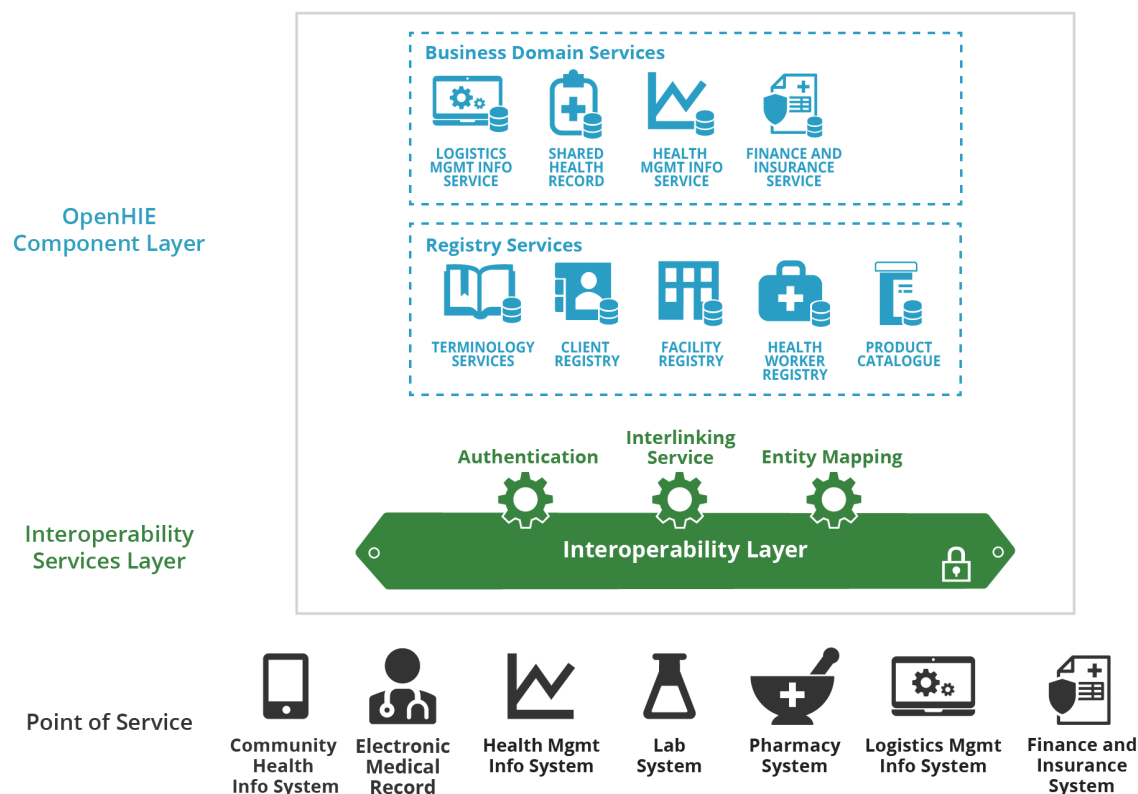 OpenHIE
Component Layer
Business Domain Services
LOGISTICS
MGMT INFO
SERVICE
SHARED
HEALTH
RECORD
HEALTH
MGMT INFO
SERVICE
FINANCE AND
INSURANCE
SERVICE
Registry Services
TERMINOLOGY
SERVICES
CLIENT
REGISTRY
FACILITY
REGISTRY
HEALTH
WORKER
REGISTRY
PRODUCT
CATALOGUE
Interoperability
Services Layer
Authentication
Interlinking
Service
Entity Mapping
Interoperability Layer
Point of Service
Community
Health
Info System
Electronic
Medical
Record
Health Mgmt
Info System
Lab
System
Pharmacy
System
Logistics Mgmt
Info System
Finance and
Insurance
System